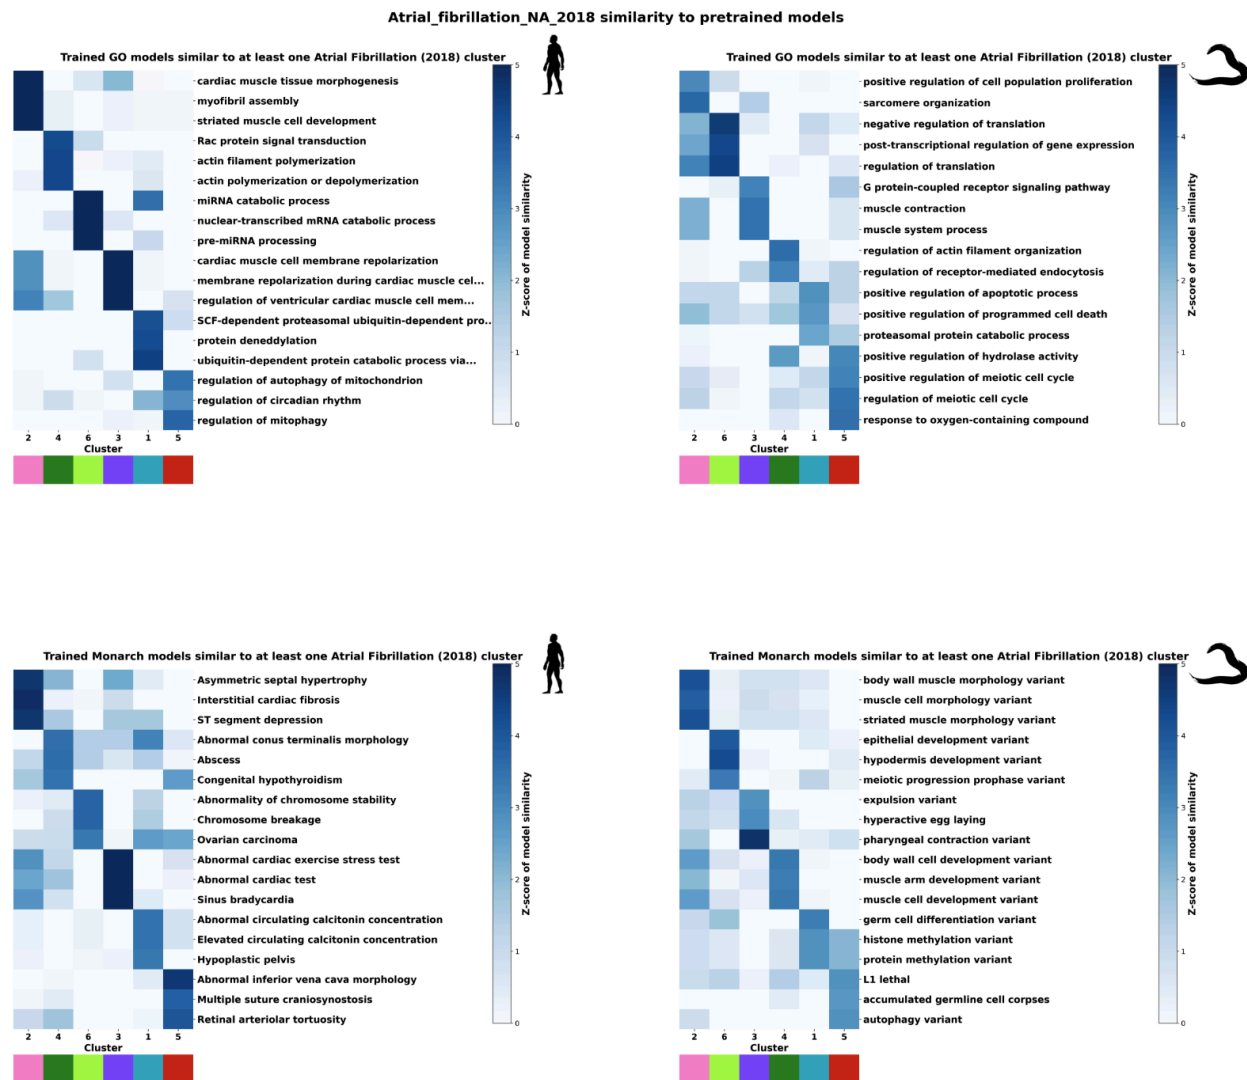 Atrial_fibrillation_NA_2018 similarity to pretrained models
Trained GO models similar to at least one Atrial Fibrillation (2018) cluster
cardiac muscle tissue morphogenesis
myofibril assembly
striated muscle cell development
Rac protein signal transduction
actin filament polymerization
actin polymerization or depolymerization
miRNA catabolic process
nuclear-transcribed mRNA catabolic process
pre-miRNA processing
cardiac muscle cell membrane repolarization
membrane repolarization during cardiac muscle cel...
regulation of ventricular cardiac muscle cell mem...
SCF-dependent proteasomal ubiquitin-dependent pro...
protein deneddylation
ubiquitin-dependent protein catabolic process via...
regulation of autophagy of mitochondrion
regulation of circadian rhythm
regulation of mitophagy
2 4 6 3 1 5
Cluster
5
4
3
2
1
0
Z-score of model similarity
Trained GO models similar to at least one Atrial Fibrillation (2018) cluster
positive regulation of cell population proliferation
sarcomere organization
negative regulation of translation
post-transcriptional regulation of gene expression
regulation of translation
G protein-coupled receptor signaling pathway
muscle contraction
muscle system process
regulation of actin filament organization
regulation of receptor-mediated endocytosis
positive regulation of apoptotic process
positive regulation of programmed cell death
proteasomal protein catabolic process
positive regulation of hydrolase activity
positive regulation of meiotic cell cycle
regulation of meiotic cell cycle
response to oxygen-containing compound
2 6 3 4 1 5
Cluster
5
4
3
2
1
0
Z-score of model similarity
Trained Monarch models similar to at least one Atrial Fibrillation (2018) cluster
Asymmetric septal hypertrophy
Interstitial cardiac fibrosis
ST segment depression
Abnormal conus terminalis morphology
Abscess
Congenital hypothyroidism
Abnormality of chromosome stability
Chromosome breakage
Ovarian carcinoma
Abnormal cardiac exercise stress test
Abnormal cardiac test
Sinus bradycardia
Abnormal circulating calcitonin concentration
Elevated circulating calcitonin concentration
Hypoplastic pelvis
Abnormal inferior vena cava morphology
Multiple suture craniosynostosis
Retinal arteriolar tortuosity
2 4 6 3 1 5
Cluster
5
4
3
2
1
0
Z-score of model similarity
Trained Monarch models similar to at least one Atrial Fibrillation (2018) cluster
body wall muscle morphology variant
muscle cell morphology variant
striated muscle morphology variant
epithelial development variant
hypodermis development variant
meiotic progression prophase variant
expulsion variant
hyperactive egg laying
pharyngeal contraction variant
body wall cell development variant
muscle arm development variant
muscle cell development variant
germ cell differentiation variant
histone methylation variant
protein methylation variant
L1 lethal
accumulated germline cell corpses
autophagy variant
2 6 3 4 1 5
Cluster
5
4
3
2
1
0
Z-score of model similarity